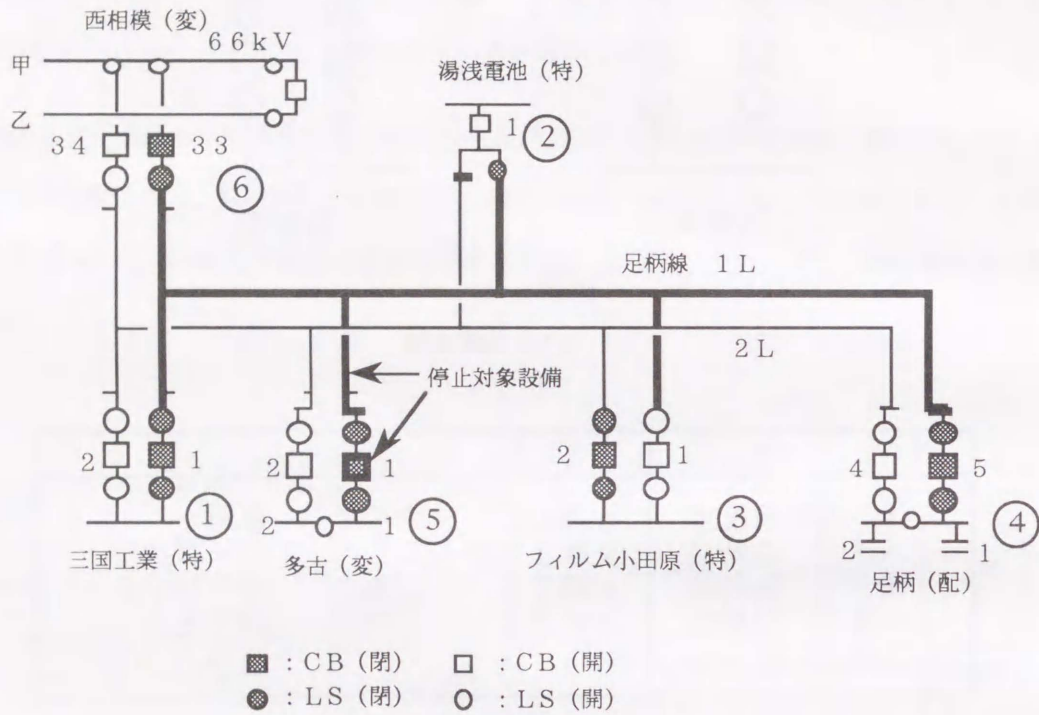 西相模（変）
６６ｋＶ
甲
乙
湯浅電池（特）
1
②
３４
３３
⑥
足柄線　１Ｌ
２Ｌ
停止対象設備
2
1
2
1
2
1
4
5
①
2
1
⑤
③
2
1
④
三国工業（特）
多古（変）
フィルム小田原（特）
足柄（配）
：ＣＢ（閉）
：ＣＢ（開）
：ＬＳ（閉）
：ＬＳ（開）